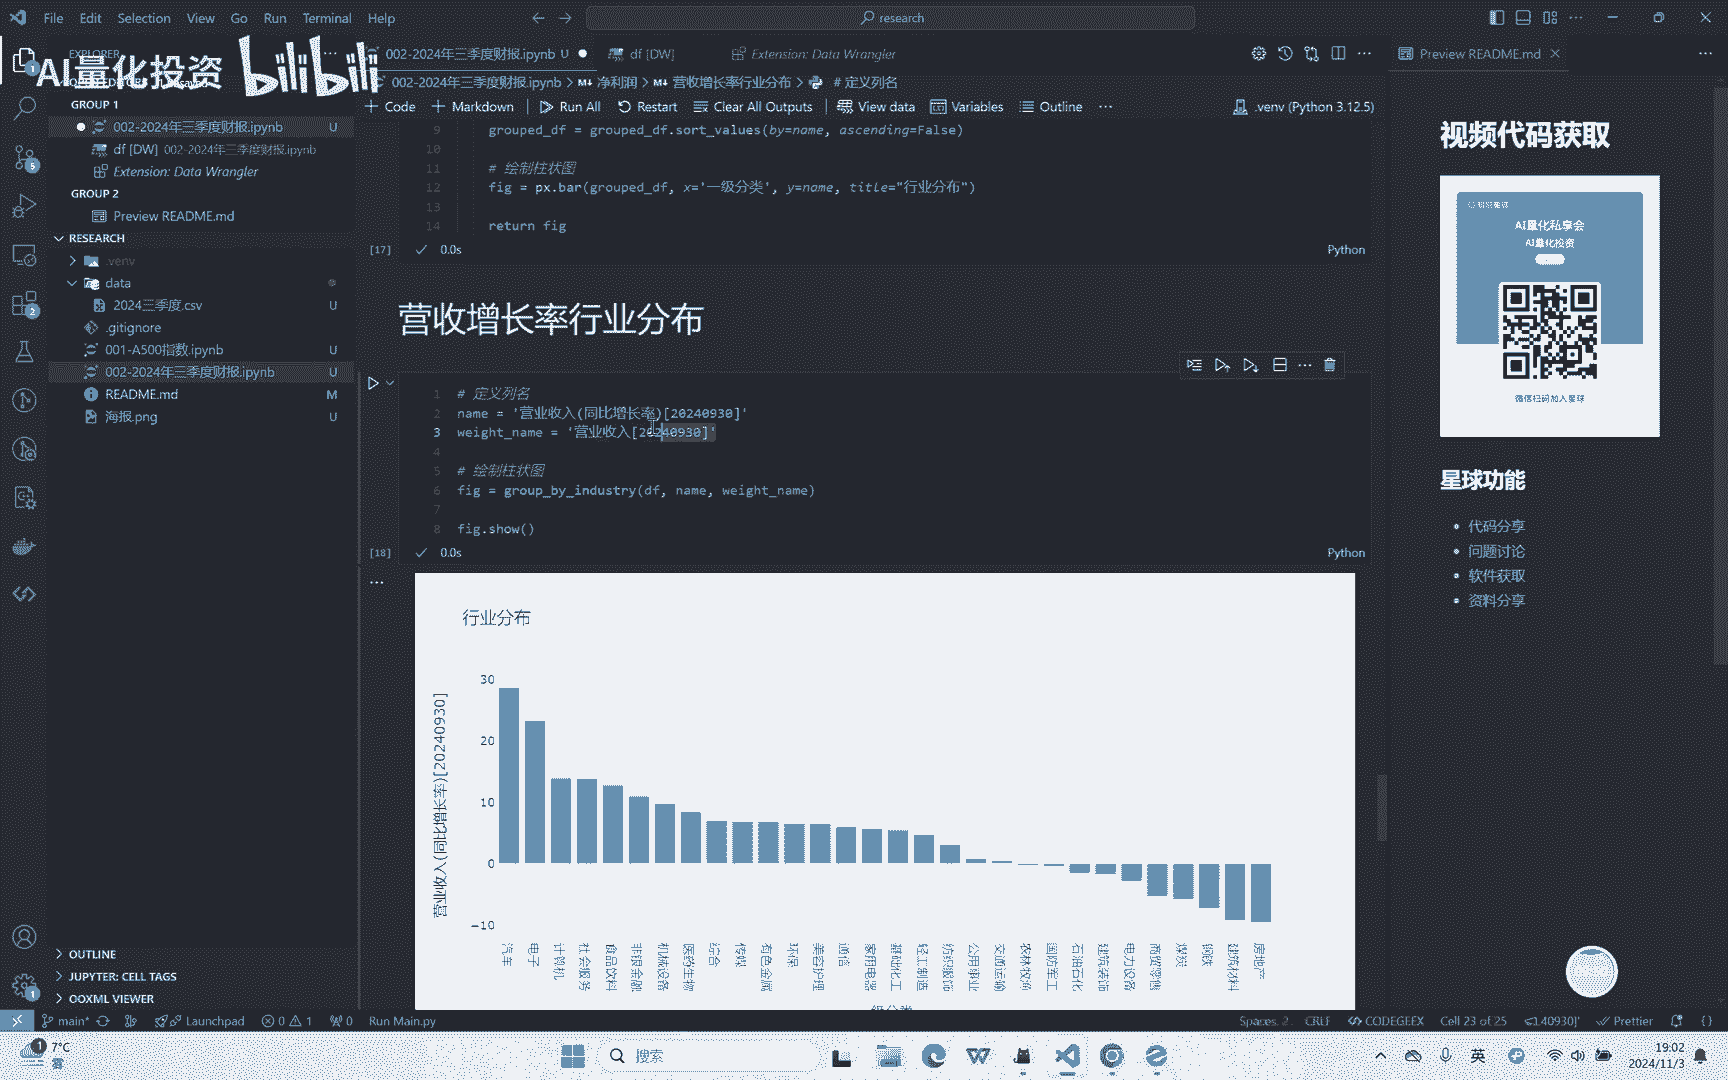 File Edit Selection View Go Run Terminal Help
research
EXPLORER
AI量化投资 bilibili
GROUP 1
002-2024年三季度财报.ipynb U
df [DW] 002-2024年三季度财报.ipynb
Extension: Data Wrangler
GROUP 2
Preview README.md
RESEARCH
.venv
data
2024三季度.csv U
.gitignore
001-A500指数.ipynb U
002-2024年三季度财报.ipynb U
README.md M
海报.png U
OUTLINE
JUPYTER: CELL TAGS
OOXML VIEWER
002-2024年三季度财报.ipynb U
df [DW]
Extension: Data Wrangler
002-2024年三季度财报.ipynb > M↓ 净利润 > M↓ 营收增长率行业分布 > # 定义列名
+ Code + Markdown Run All Restart Clear All Outputs View data Variables Outline ...
.venv (Python 3.12.5)
9 grouped_df = grouped_df.sort_values(by=name, ascending=False)
10
11 # 绘制柱状图
12 fig = px.bar(grouped_df, x='一级分类', y=name, title="行业分布")
13
14 return fig
[17] 0.0s Python
营收增长率行业分布
1 # 定义列名
2 name = '营业收入(同比增长率)[20240930]'
3 weight_name = '营业收入[20240930]'
4
5 # 绘制柱状图
6 fig = group_by_industry(df, name, weight_name)
7
8 fig.show()
[18] 0.0s Python
行业分布
营业收入(同比增长率)[20240930]
30
20
10
0
−10
汽车
电子
计算机
社会服务
食品饮料
非银金融
机械设备
医药生物
综合
传媒
有色金属
环保
美容护理
通信
家用电器
基础化工
轻工制造
纺织服饰
公用事业
交通运输
农林牧渔
国防军工
石油石化
建筑装饰
电力设备
商贸零售
煤炭
钢铁
建筑材料
房地产
Preview README.md
视频代码获取
AI量化私享会
AI量化投资
微信扫码加入星球
星球功能
代码分享
问题讨论
软件获取
资料分享
main* Launchpad 0 1 0 Run Main.py
Spaces: 2 CRLF CODEGEEX Cell 23 of 25 Prettier
7°C
搜索
英
19:02
2024/11/3